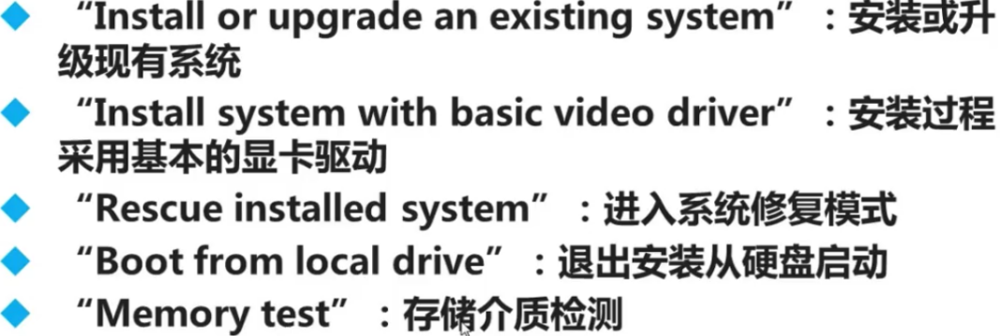 “Install or upgrade an existing system” ：安装或升
级现有系统
“Install system with basic video driver” ：安装过程
采用基本的显卡驱动
“Rescue installed system” ：进入系统修复模式
“Boot from local drive” ：退出安装从硬盘启动
“Memory test” ：存储介质检测